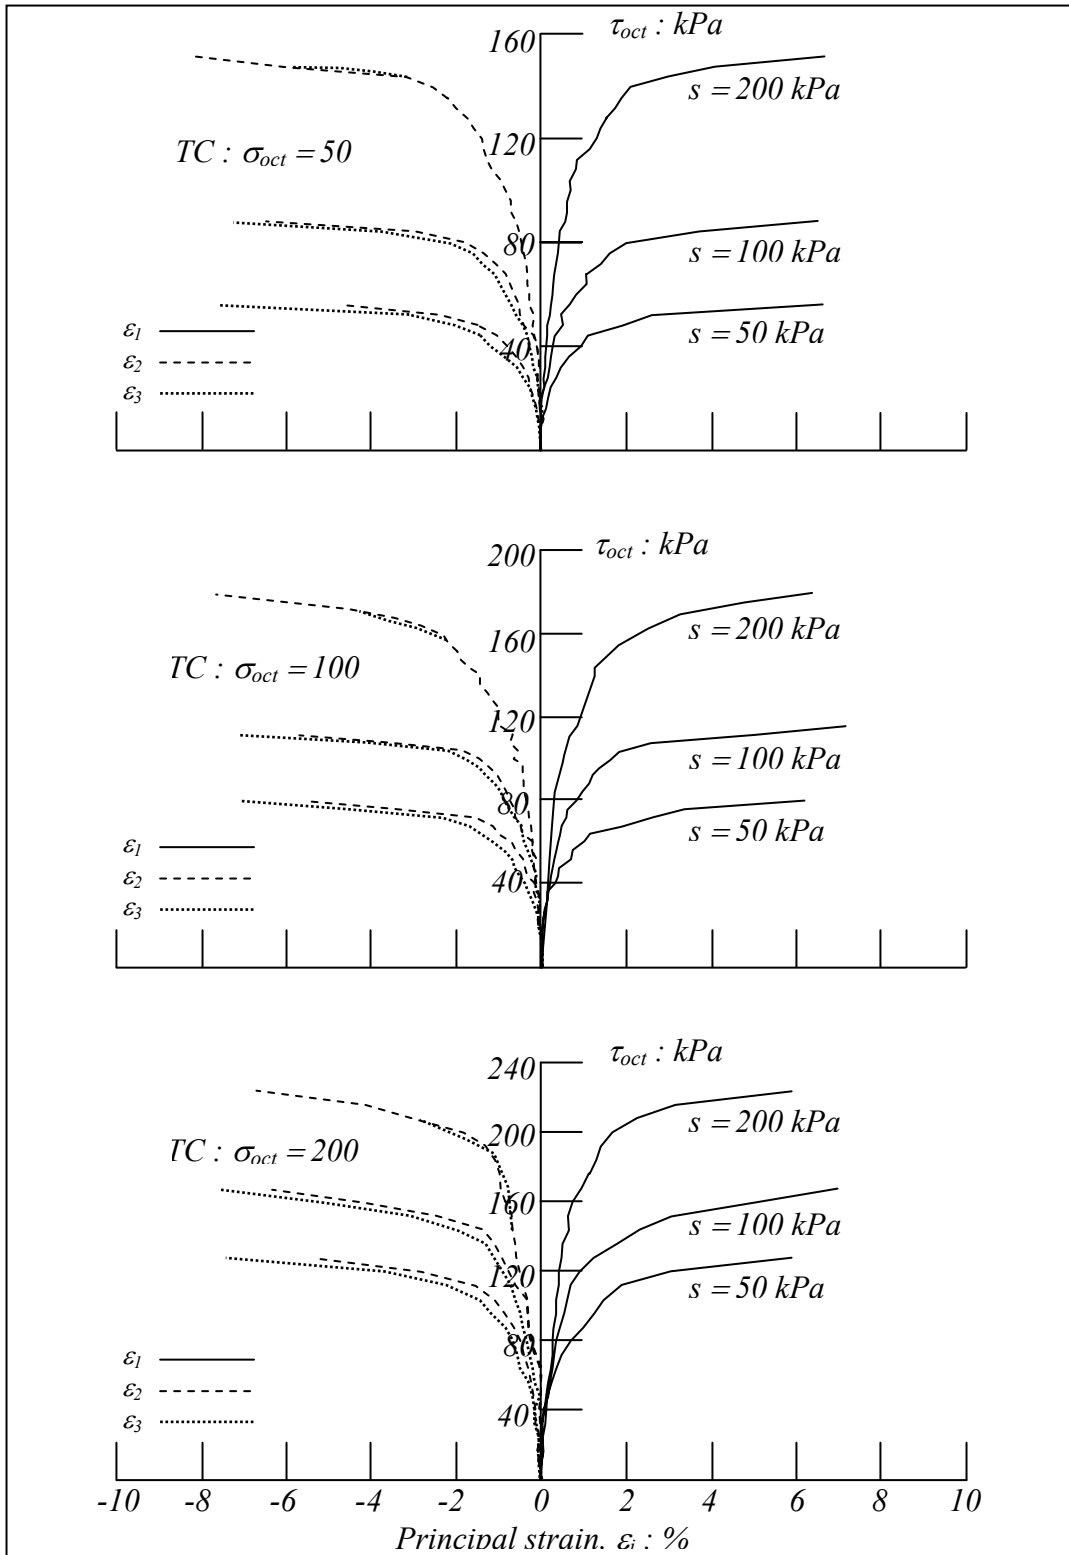 τoct : kPa
160
s = 200 kPa
TC : σoct = 50
120
80
s = 100 kPa
s = 50 kPa
ε1
40
ε2
ε3
200
τoct : kPa
s = 200 kPa
160
TC : σoct = 100
120
s = 100 kPa
80
s = 50 kPa
ε1
ε2
40
ε3
240
τoct : kPa
s = 200 kPa
200
TC : σoct = 200
160
s = 100 kPa
120
s = 50 kPa
80
ε1
ε2
ε3
40
-10 -8 -6 -4 -2 0 2 4 6 8 10
Principal strain, εi : %